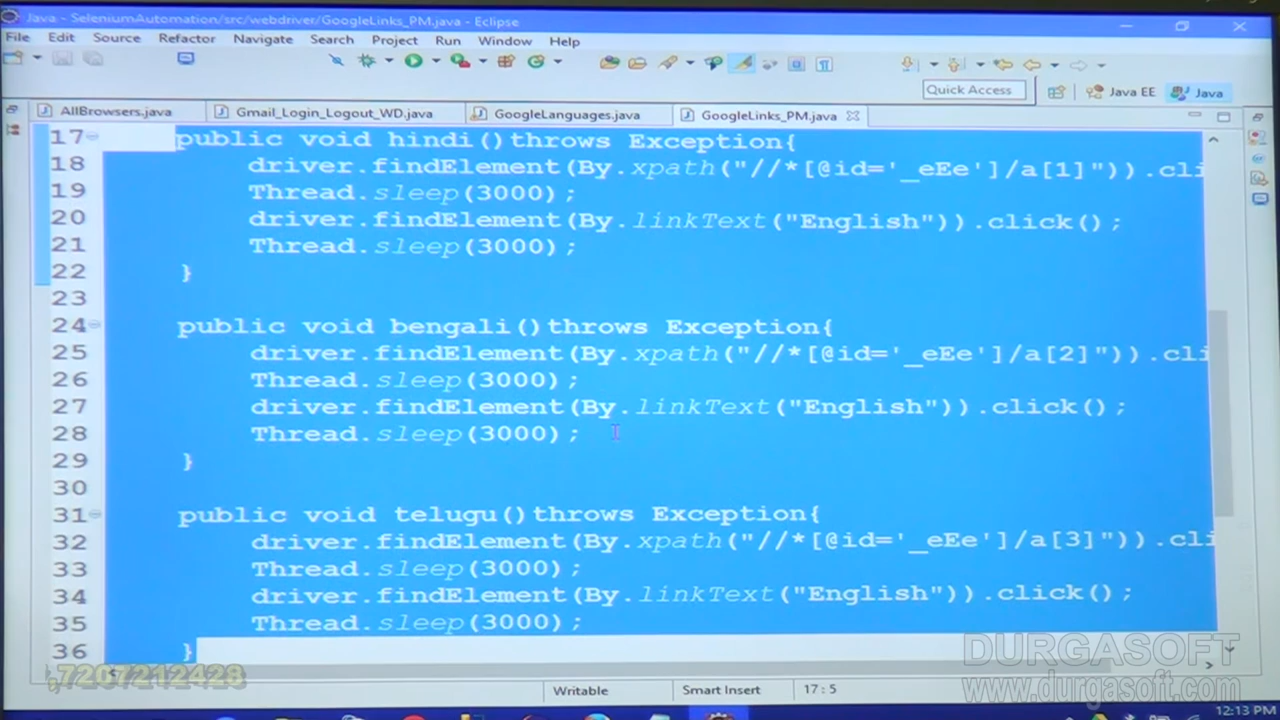 Java - SeleniumAutomation/src/webdriver/GoogleLinks_PM.java - Eclipse
File Edit Source Refactor Navigate Search Project Run Window Help
Quick Access Java EE Java
AllBrowsers.java Gmail_Login_Logout_WD.java GoogleLanguages.java GoogleLinks_PM.java
17 public void hindi()throws Exception{
18 driver.findElement(By.xpath("//*[@id='_eEe']/a[1]")).cli
19 Thread.sleep(3000);
20 driver.findElement(By.linkText("English")).click();
21 Thread.sleep(3000);
22 }
23
24 public void bengali()throws Exception{
25 driver.findElement(By.xpath("//*[@id='_eEe']/a[2]")).cli
26 Thread.sleep(3000);
27 driver.findElement(By.linkText("English")).click();
28 Thread.sleep(3000);
29 }
30
31 public void telugu()throws Exception{
32 driver.findElement(By.xpath("//*[@id='_eEe']/a[3]")).cli
33 Thread.sleep(3000);
34 driver.findElement(By.linkText("English")).click();
35 Thread.sleep(3000);
36 }
DURGASOFT
,7207212428
www.durgasoft.com
Writable Smart Insert 17 : 5
12:13 PM